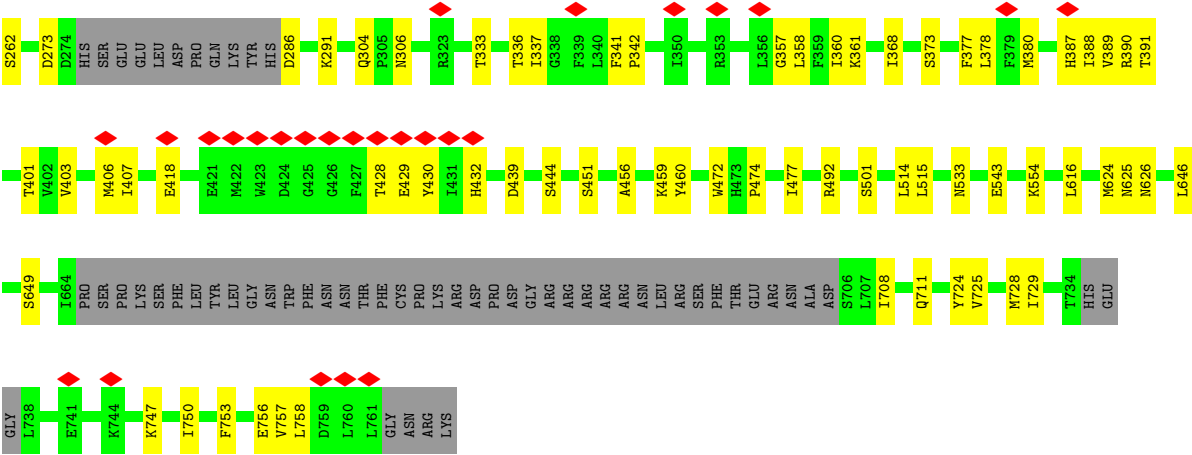 S262 D273 D274 HIS SER GLU GLU LEU ASP PRO GLN LYS TYR HIS D286 K291 Q304 P305 N306 R323 T333 T336 I337 G338 F339 L340 F341 P342 I350 R353 L356 G357 L358 F359 I360 K361 I368 S373 F377 L378 F379 M380 H387 I388 V389 R390 T391
T401 V402 V403 M406 I407 E418 E421 M422 W423 D424 G425 G426 F427 T428 E429 Y430 I431 H432 D439 S444 S451 A456 K459 Y460 W472 H473 P474 I477 R492 S501 L514 L515 N533 E543 K554 L616 M624 N625 N626 L646
S649 I664 PRO SER PRO LYS SER PHE LEU TYR LEU GLY ASN TRP PHE ASN ASN THR PHE CYS PRO LYS ARG ASP PRO ASP GLY ARG ARG ARG ARG ARG ASN LEU ARG SER PHE THR GLU ARG ASN ALA ASP S706 L707 I708 Q711 Y724 V725 M728 I729 T734 HIS GLU
GLY L738 E741 K744 K747 I750 F753 E756 V757 L758 D759 L760 L761 GLY ASN ARG LYS